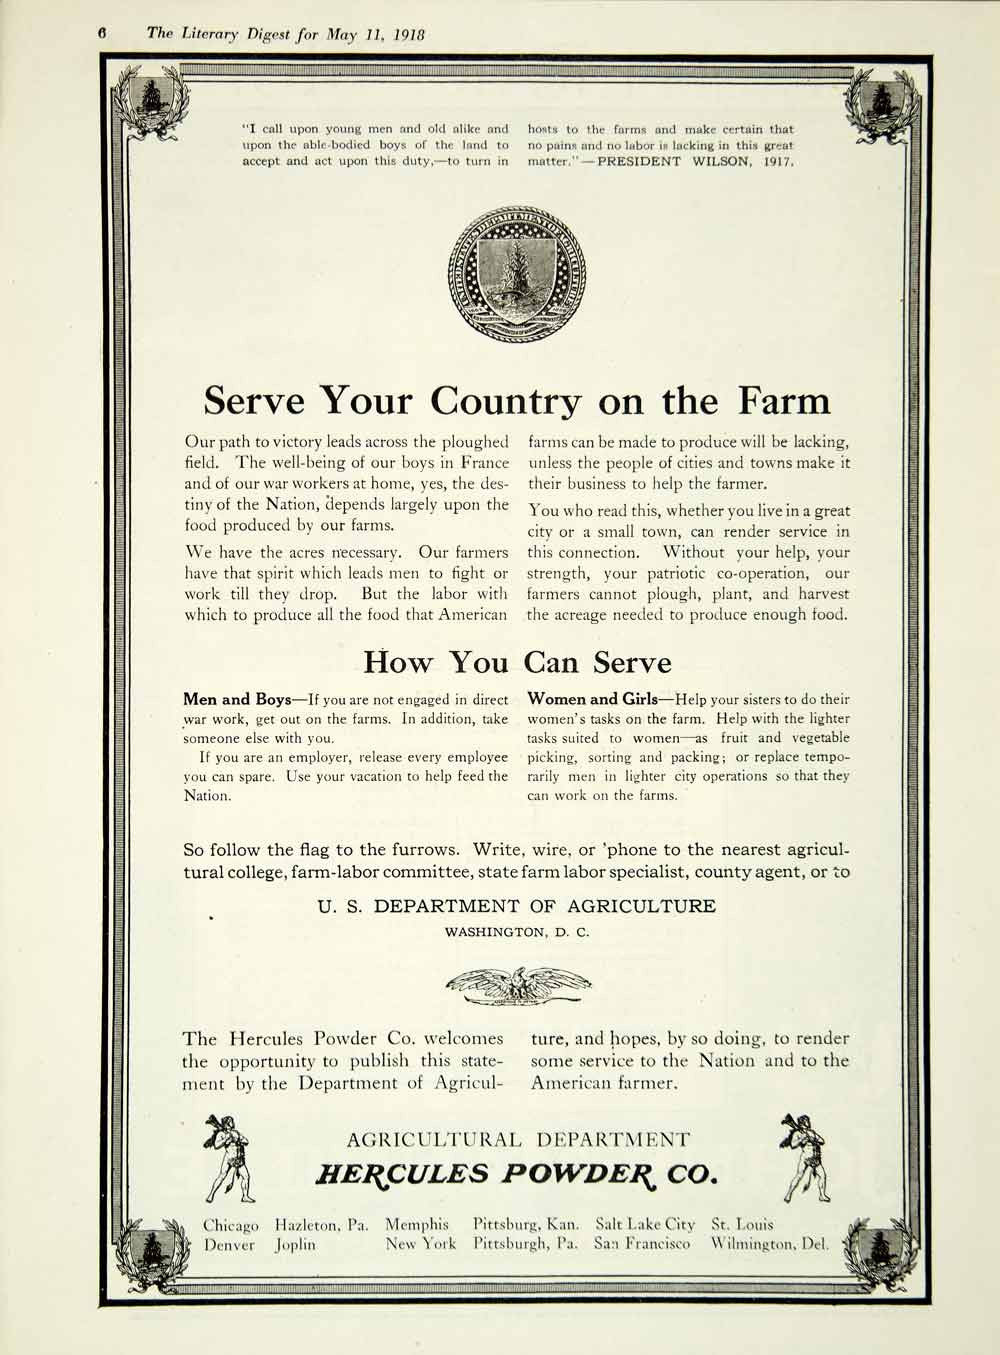 6 The Literary Digest for May 11, 1918
"I call upon young men and old alike and
upon the able-bodied boys of the land to
accept and act upon this duty,—to turn in
hosts to the farms and make certain that
no pains and no labor is lacking in this great
matter."—PRESIDENT WILSON, 1917.
Serve Your Country on the Farm
Our path to victory leads across the ploughed
field. The well-being of our boys in France
and of our war workers at home, yes, the des-
tiny of the Nation, depends largely upon the
food produced by our farms.
We have the acres necessary. Our farmers
have that spirit which leads men to fight or
work till they drop. But the labor with
which to produce all the food that American
farms can be made to produce will be lacking,
unless the people of cities and towns make it
their business to help the farmer.
You who read this, whether you live in a great
city or a small town, can render service in
this connection. Without your help, your
strength, your patriotic co-operation, our
farmers cannot plough, plant, and harvest
the acreage needed to produce enough food.
How You Can Serve
Men and Boys—If you are not engaged in direct
war work, get out on the farms. In addition, take
someone else with you.
If you are an employer, release every employee
you can spare. Use your vacation to help feed the
Nation.
Women and Girls—Help your sisters to do their
women's tasks on the farm. Help with the lighter
tasks suited to women—as fruit and vegetable
picking, sorting and packing; or replace tempo-
rarily men in lighter city operations so that they
can work on the farms.
So follow the flag to the furrows. Write, wire, or 'phone to the nearest agricul-
tural college, farm-labor committee, state farm labor specialist, county agent, or to
U. S. DEPARTMENT OF AGRICULTURE
WASHINGTON, D. C.
The Hercules Powder Co. welcomes
the opportunity to publish this state-
ment by the Department of Agricul-
ture, and hopes, by so doing, to render
some service to the Nation and to the
American farmer.
AGRICULTURAL DEPARTMENT
HERCULES POWDER CO.
Chicago Hazleton, Pa. Memphis Pittsburg, Kan. Salt Lake City St. Louis
Denver Joplin New York Pittsburgh, Pa. San Francisco Wilmington, Del.